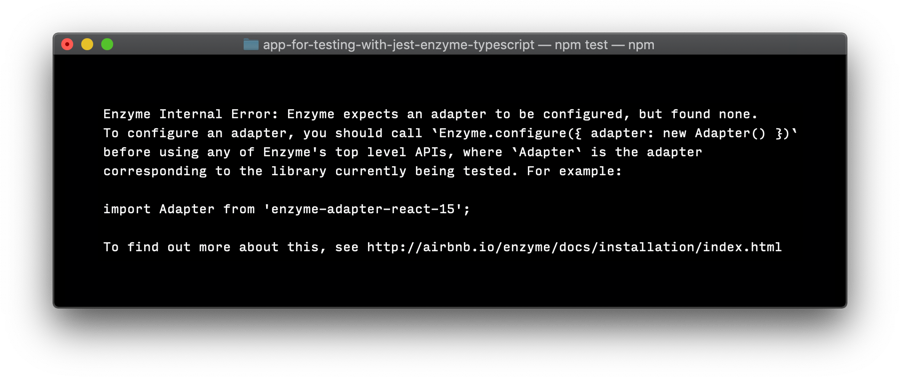 app-for-testing-with-jest-enzyme-typescript — npm test — npm
Enzyme Internal Error: Enzyme expects an adapter to be configured, but found none.
To configure an adapter, you should call `Enzyme.configure({ adapter: new Adapter() })`
before using any of Enzyme's top level APIs, where `Adapter` is the adapter
corresponding to the library currently being tested. For example:
import Adapter from 'enzyme-adapter-react-15';
To find out more about this, see http://airbnb.io/enzyme/docs/installation/index.html